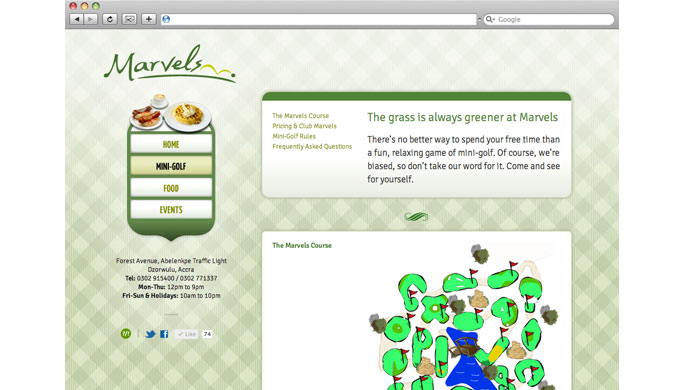 Google
Marvels
HOME
MINI-GOLF
FOOD
EVENTS
Forest Avenue, Abelenkpe Traffic Light
Dzorwulu, Accra
Tel: 0302 915400 / 0302 771337
Mon-Thu: 12pm to 9pm
Fri-Sun & Holidays: 10am to 10pm
Like 74
The Marvels Course
Pricing & Club Marvels
Mini-Golf Rules
Frequently Asked Questions
The grass is always greener at Marvels
There's no better way to spend your free time than
a fun, relaxing game of mini-golf. Of course, we're
biased, so don't take our word for it. Come and see
for yourself.
The Marvels Course